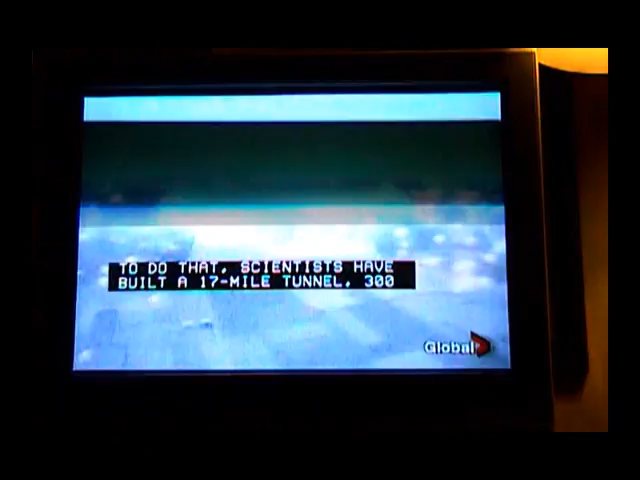 TO DO THAT, SCIENTISTS HAVE
BUILT A 17-MILE TUNNEL, 300
Global